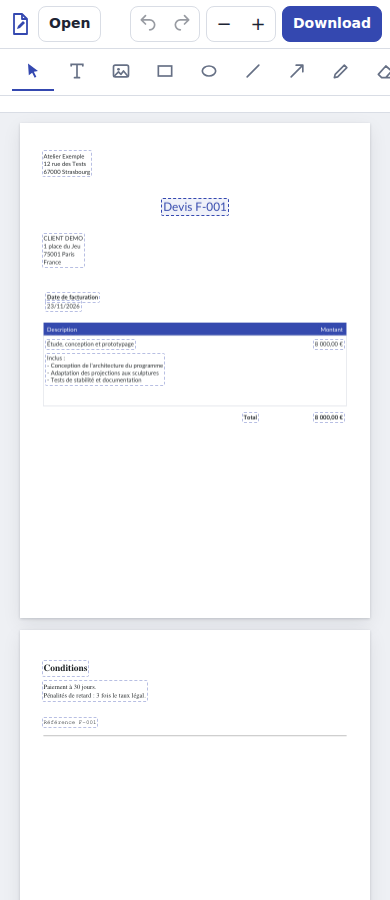 Open
Download
Atelier Exemple
12 rue des Tests
67000 Strasbourg
Devis F-001
CLIENT DEMO
1 place du Jeu
75001 Paris
France
Date de facturation
23/11/2026
Description Montant
Étude, conception et prototypage 8 000,00 €
Inclus :
- Conception de l'architecture du programme
- Adaptation des projections aux sculptures
- Tests de stabilité et documentation
Total 8 000,00 €
Conditions
Paiement à 30 jours.
Pénalités de retard : 3 fois le taux légal.
Référence F-001